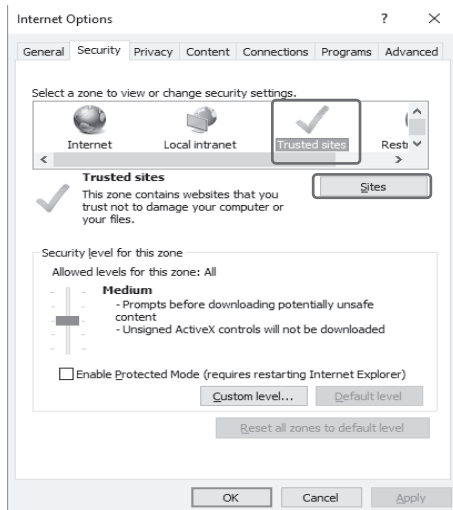 Internet Options ? ×
General Security Privacy Content Connections Programs Advanced
Select a zone to view or change security settings.
Internet Local intranet Trusted sites Restr
Trusted sites
Sites
This zone contains websites that you
trust not to damage your computer or
your files.
Security level for this zone
Allowed levels for this zone: All
Medium
- Prompts before downloading potentially unsafe
content
- Unsigned ActiveX controls will not be downloaded
Enable Protected Mode (requires restarting Internet Explorer)
Custom level... Default level
Reset all zones to default level
OK Cancel Apply